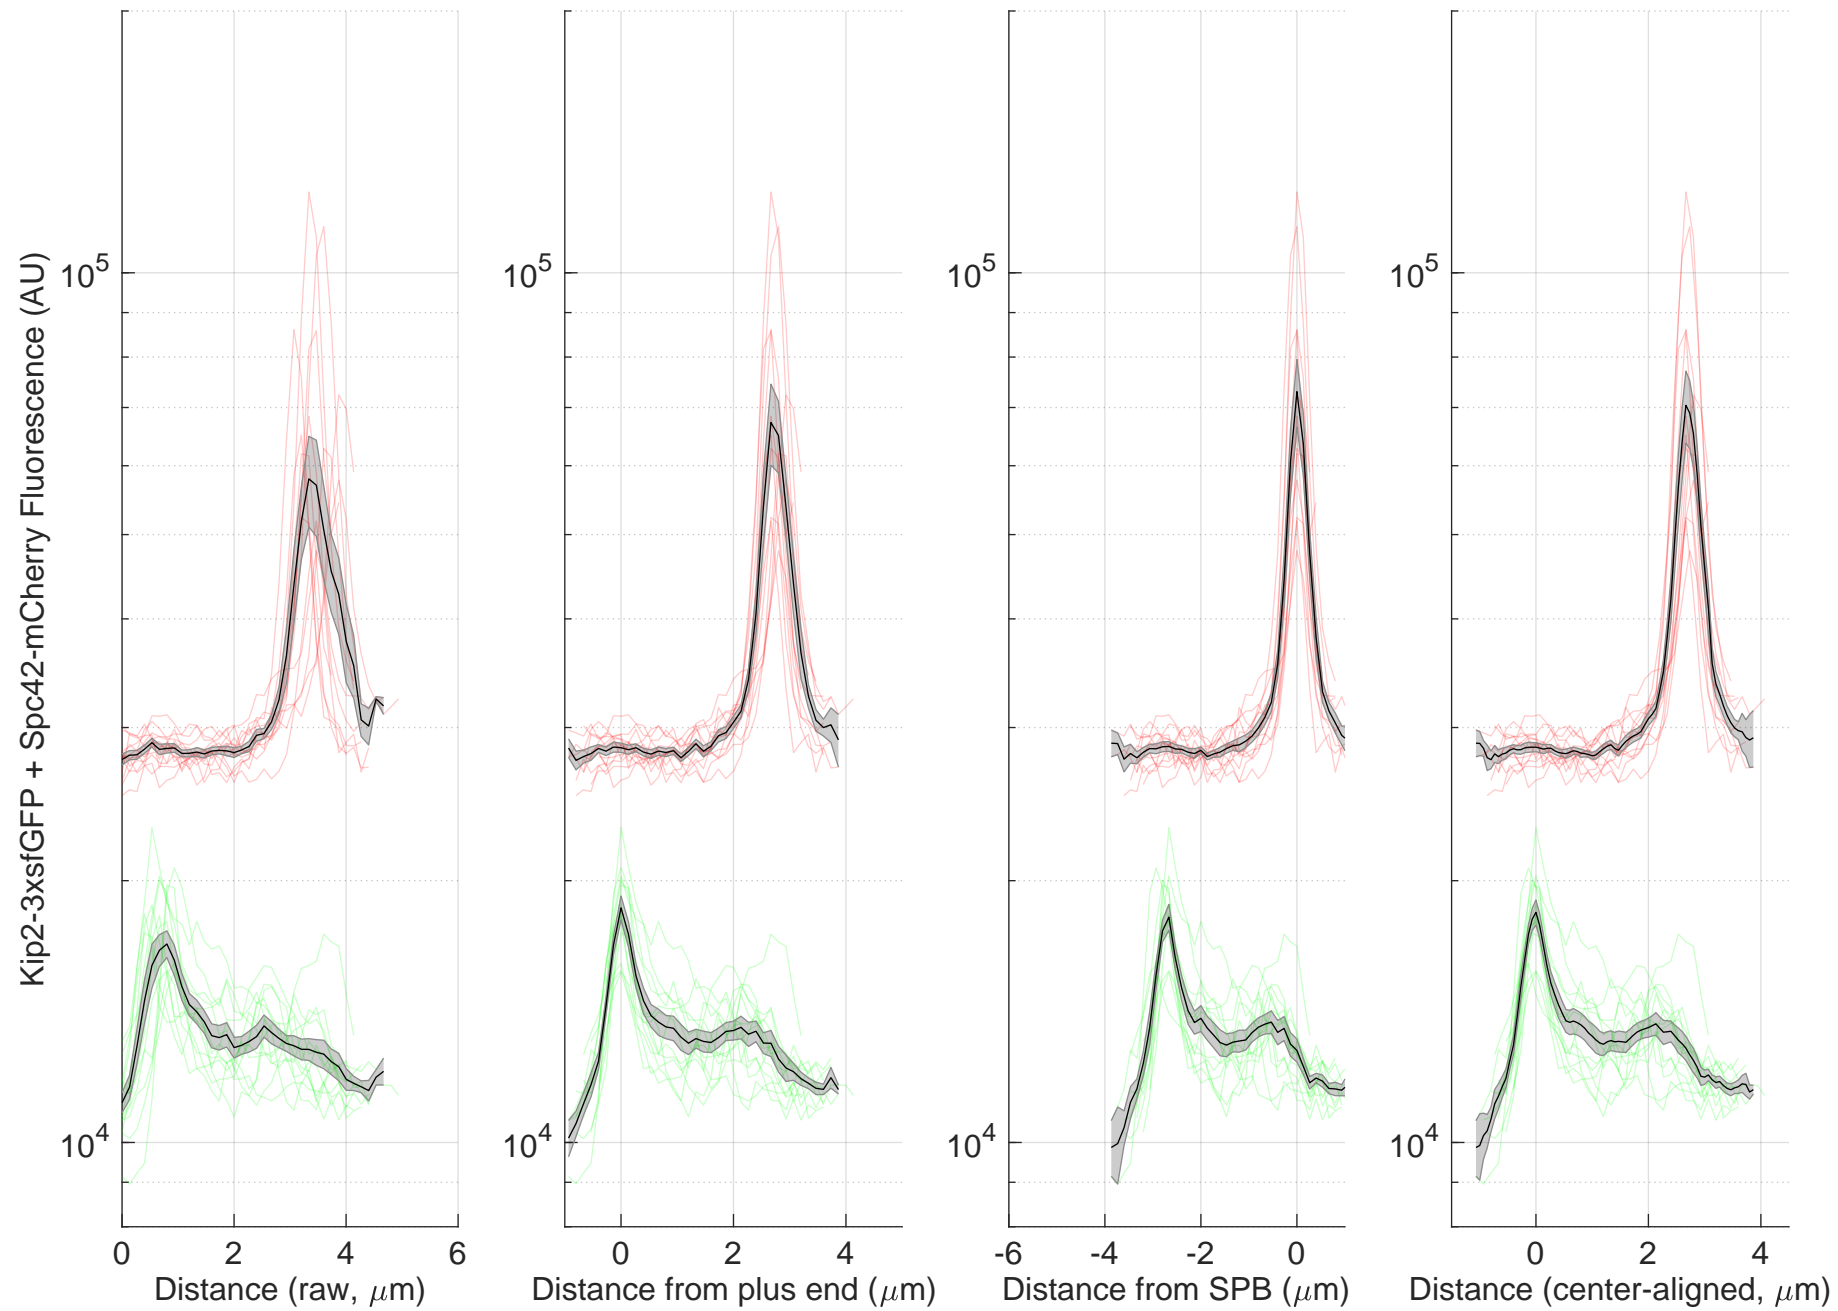 Kip2-3xsfGFP + Spc42-mCherry Fluorescence (AU)
10^5
10^4
0 2 4 6
Distance (raw, μm)
10^5
10^4
0 2 4
Distance from plus end (μm)
10^5
10^4
-6 -4 -2 0
Distance from SPB (μm)
10^5
10^4
0 2 4
Distance (center-aligned, μm)